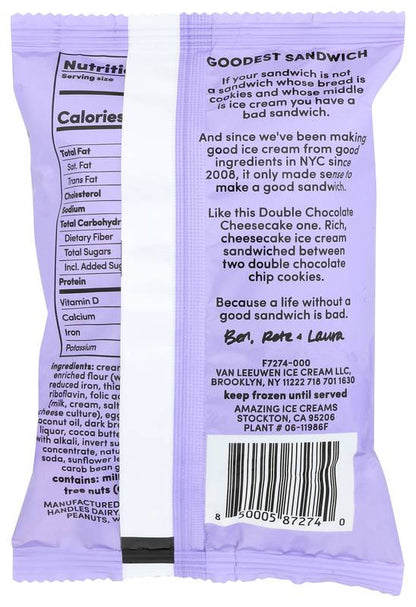 Nutriti
Serving size
Calories
Total Fat
Sat. Fat
Trans Fat
Cholesterol
Sodium
Total Carbohydr
Dietary Fiber
Total Sugars
Incl. Added Sug
Protein
Vitamin D
Calcium
Iron
Potassium
ingredients: crear
enriched flour (w
reduced iron, thia
riboflavin, folic ac
(milk, cream, salt
cheese culture), egg
coconut oil, dark br
liquor, cocoa butt
with alkali, invert su
concentrate, natu
soda, sunflower le
carob bean g
contains: mil
tree nuts (
MANUFACTURED
HANDLES DAIRY
PEANUTS, W
GOODEST SANDWICH
If your sandwich is not
a sandwich whose bread is
cookies and whose middle
is ice cream you have a
bad sandwich.
And since we've been making
good ice cream from good
ingredients in NYC since
2008, it only made sense to
make a good sandwich.
Like this Double Chocolate
Cheesecake one. Rich,
cheesecake ice cream
sandwiched between
two double chocolate
chip cookies.
Because a life without a
good sandwich is bad.
Ben, Pete & Laura
F7274-000
VAN LEEUWEN ICE CREAM LLC,
BROOKLYN, NY 11222 718 701 1630
keep frozen until served
AMAZING ICE CREAMS
STOCKTON, CA 95206
PLANT # 06-11986F
8 50005 87274 0